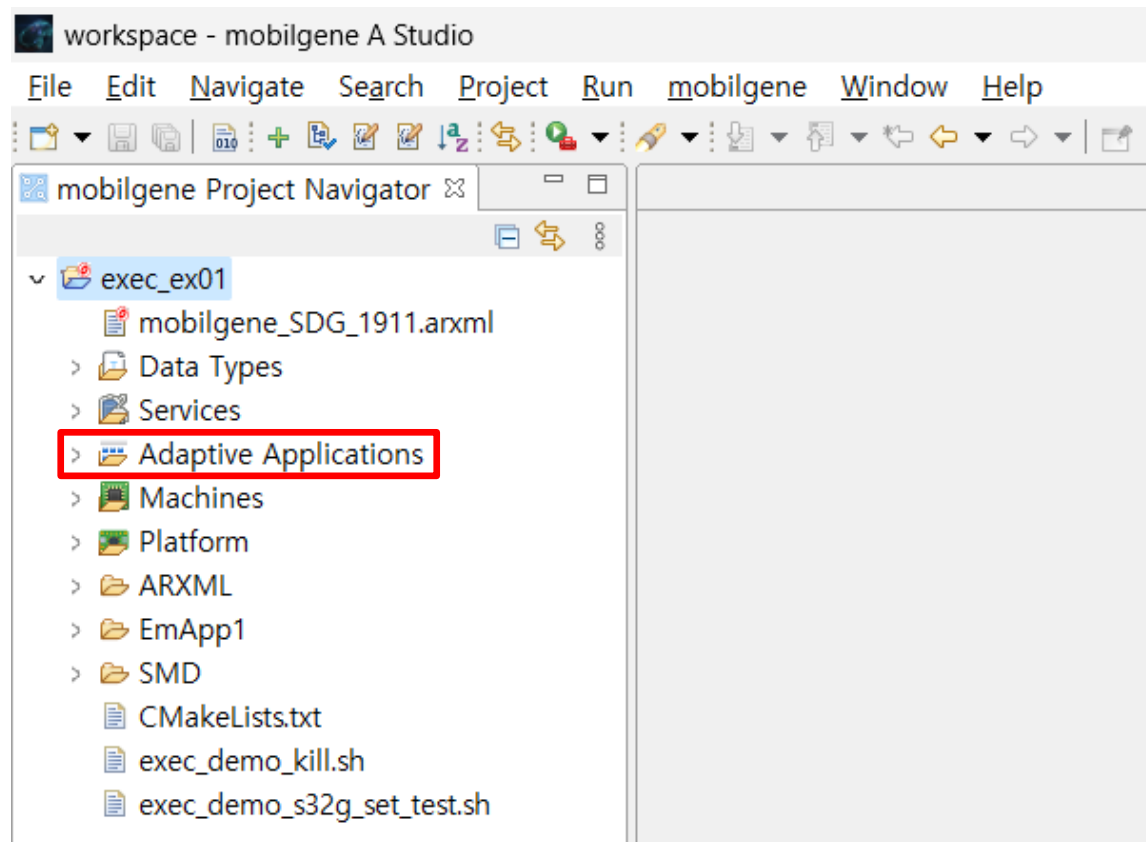 workspace - mobilgene A Studio
File Edit Navigate Search Project Run mobilgene Window Help
010
a
z
mobilgene Project Navigator
exec_ex01
mobilgene_SDG_1911.arxml
Data Types
Services
Adaptive Applications
Machines
Platform
ARXML
EmApp1
SMD
CMakeLists.txt
exec_demo_kill.sh
exec_demo_s32g_set_test.sh